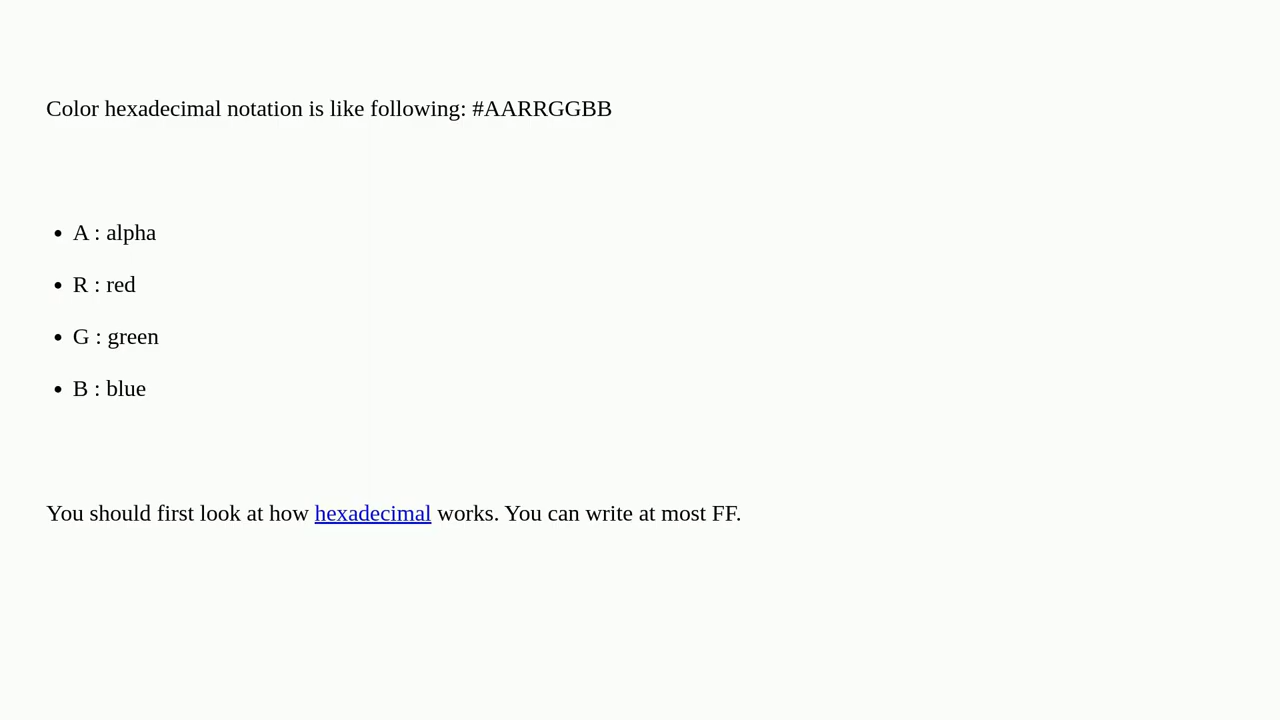 Color hexadecimal notation is like following: #AARRGGBB
• A : alpha
• R : red
• G : green
• B : blue
You should first look at how hexadecimal works. You can write at most FF.